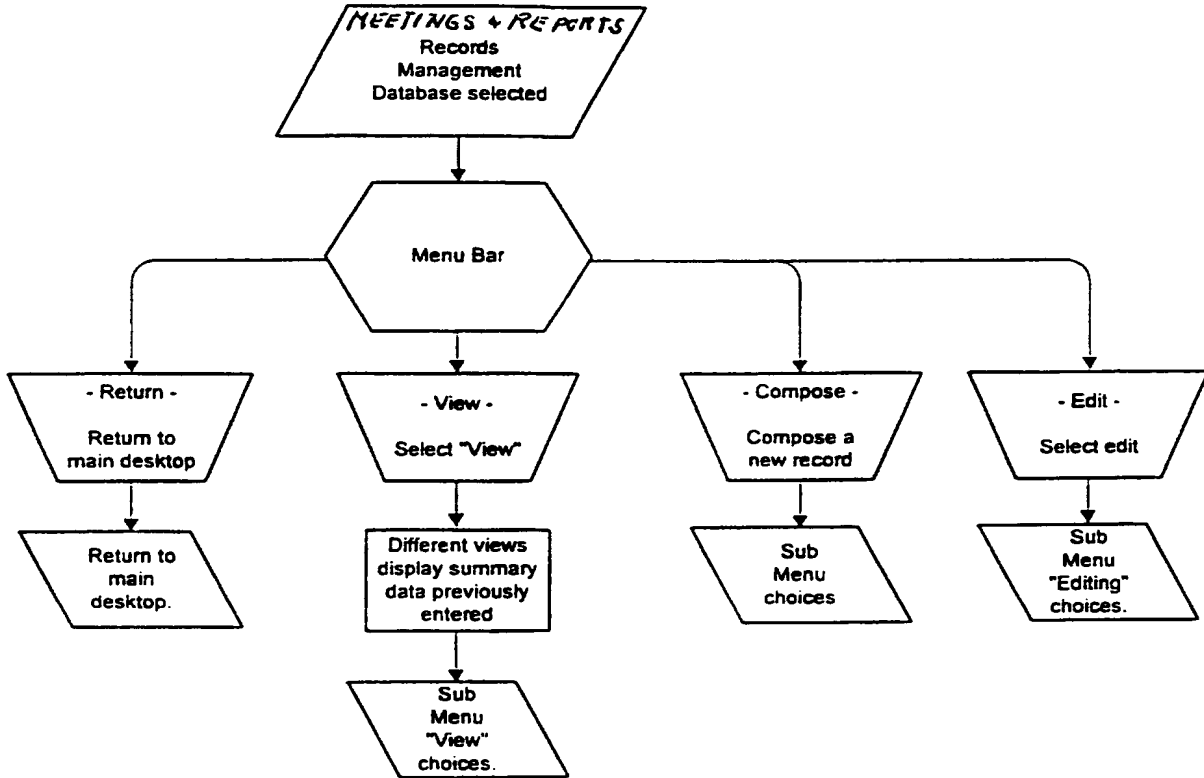 MEETINGS & REPORTS
Records
Management
Database selected
Menu Bar
- Return -
Return to
main desktop
- View -
Select "View"
- Compose -
Compose a
new record
- Edit -
Select edit
Return to
main
desktop.
Different views
display summary
data previously
entered
Sub
Menu
choices
Sub
Menu
"Editing"
choices.
Sub
Menu
"View"
choices.